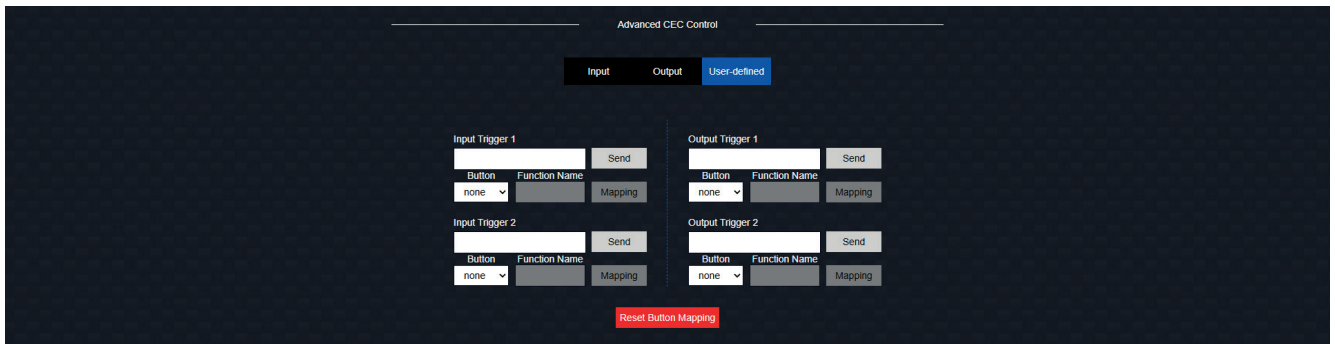 Advanced CEC Control
Input Output User-defined
Input Trigger 1 Output Trigger 1
Send Send
Button Function Name Button Function Name
none Mapping none Mapping
Input Trigger 2 Output Trigger 2
Send Send
Button Function Name Button Function Name
none Mapping none Mapping
Reset Button Mapping